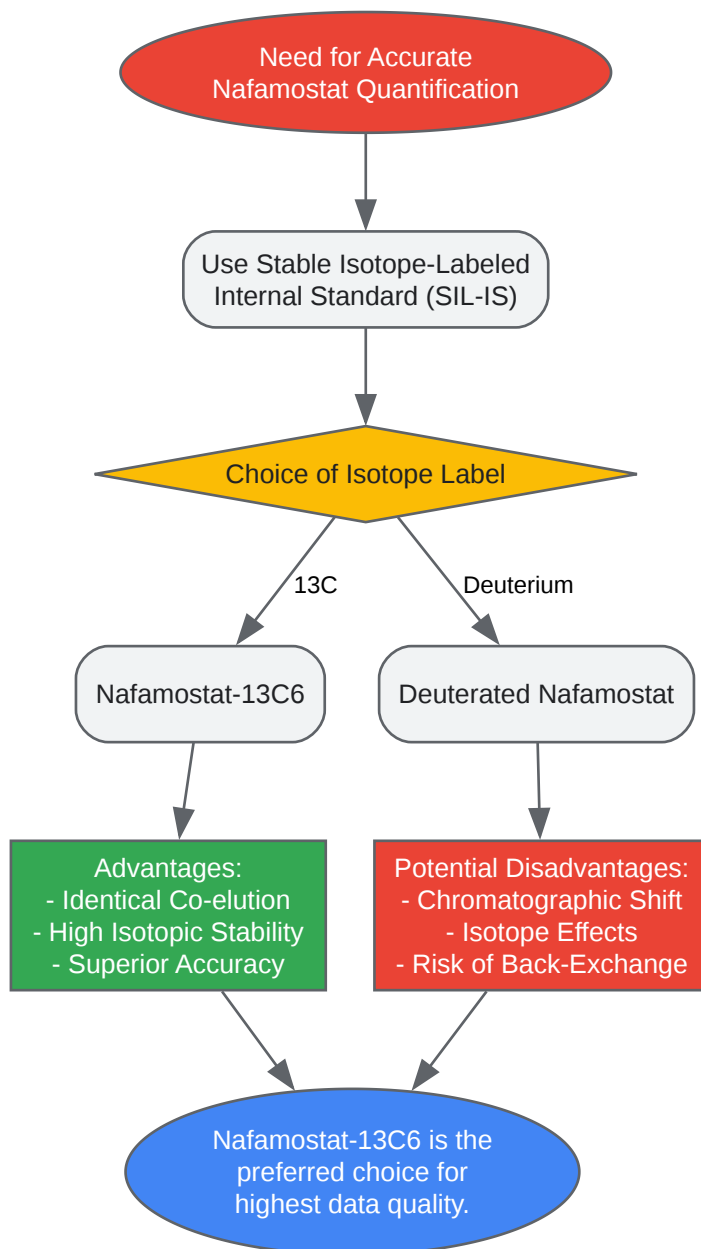 Need for Accurate
Nafamostat Quantification
Use Stable Isotope-Labeled
Internal Standard (SIL-IS)
Choice of Isotope Label
13C
Deuterium
Nafamostat-13C6
Deuterated Nafamostat
Advantages:
- Identical Co-elution
- High Isotopic Stability
- Superior Accuracy
Potential Disadvantages:
- Chromatographic Shift
- Isotope Effects
- Risk of Back-Exchange
Nafamostat-13C6 is the
preferred choice for
highest data quality.